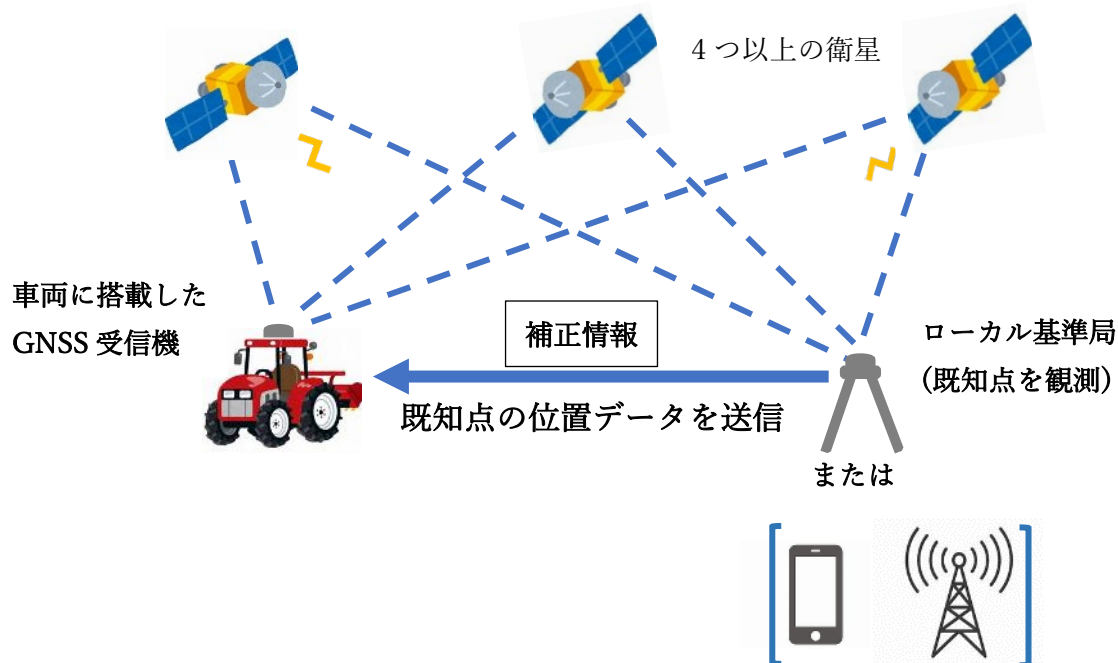 4つ以上の衛星
車両に搭載した
GNSS 受信機
補正情報
ローカル基準局
(既知点を観測)
既知点の位置データを送信
または